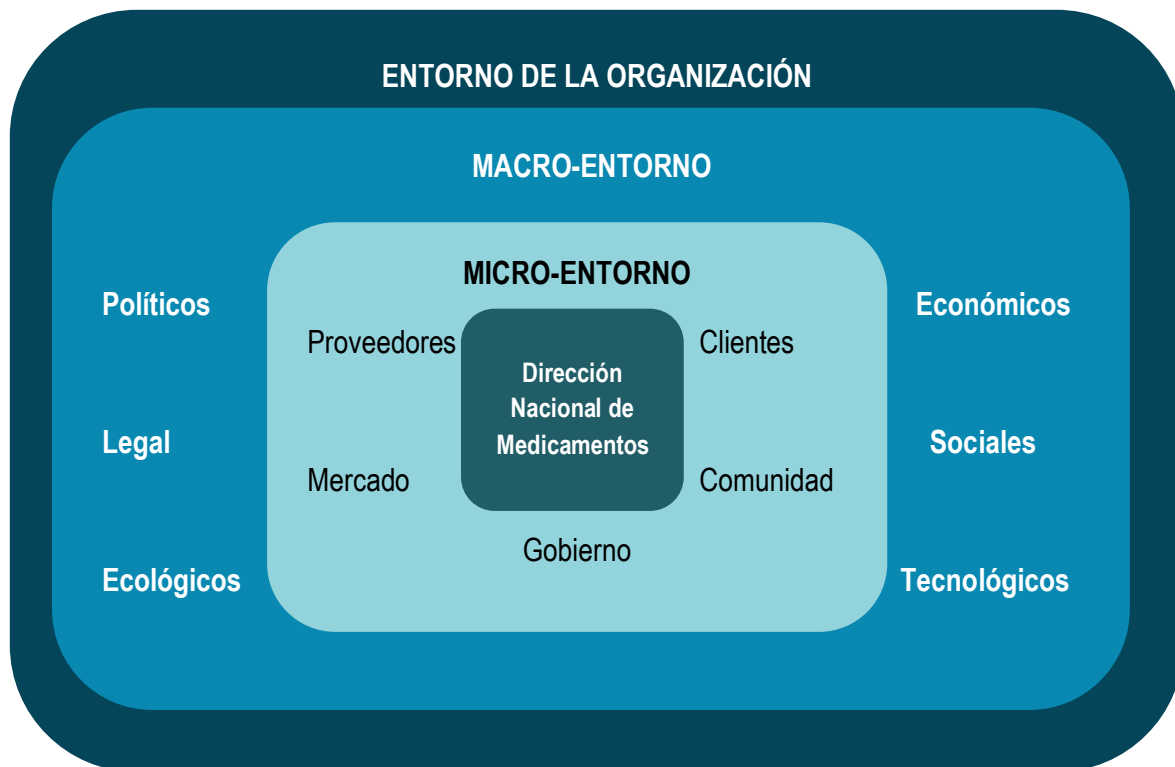 ENTORNO DE LA ORGANIZACIÓN
MACRO-ENTORNO
MICRO-ENTORNO
Políticos
Económicos
Proveedores
Clientes
Dirección
Nacional de
Medicamentos
Legal
Sociales
Mercado
Comunidad
Gobierno
Ecológicos
Tecnológicos